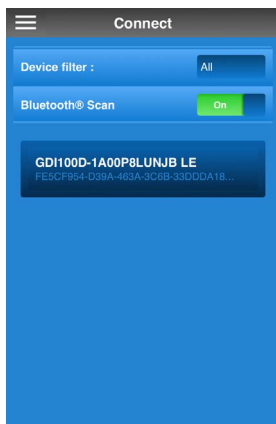 Connect
Device filter :
All
Bluetooth® Scan
On
GDI100D-1A00P8LUNJB LE
FE5CF954-D39A-463A-3C6B-33DDDA18...